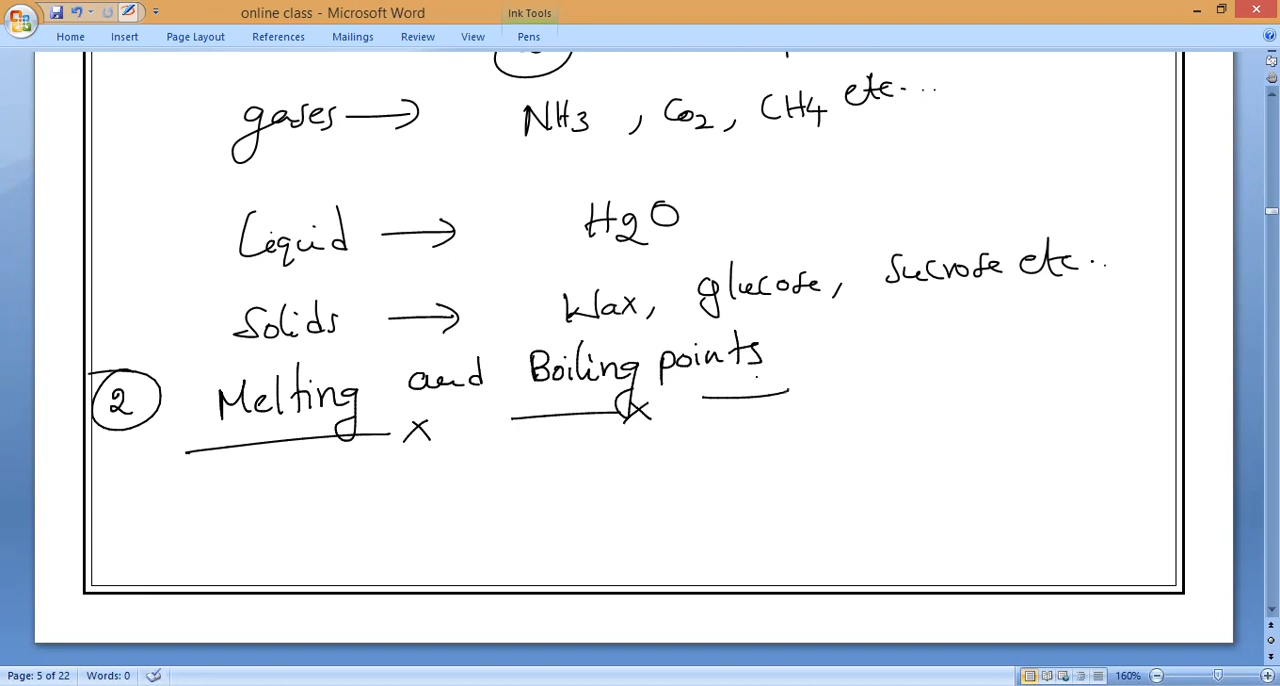 online class - Microsoft Word
Ink Tools
Home Insert Page Layout References Mailings Review View Pens
gases → NH3 , Co2 , CH4 etc...
Liquid → H2O
Solids → Wax, glucose, sucrose etc..
2 Melting and Boiling points
Page: 5 of 22 Words: 0 160%